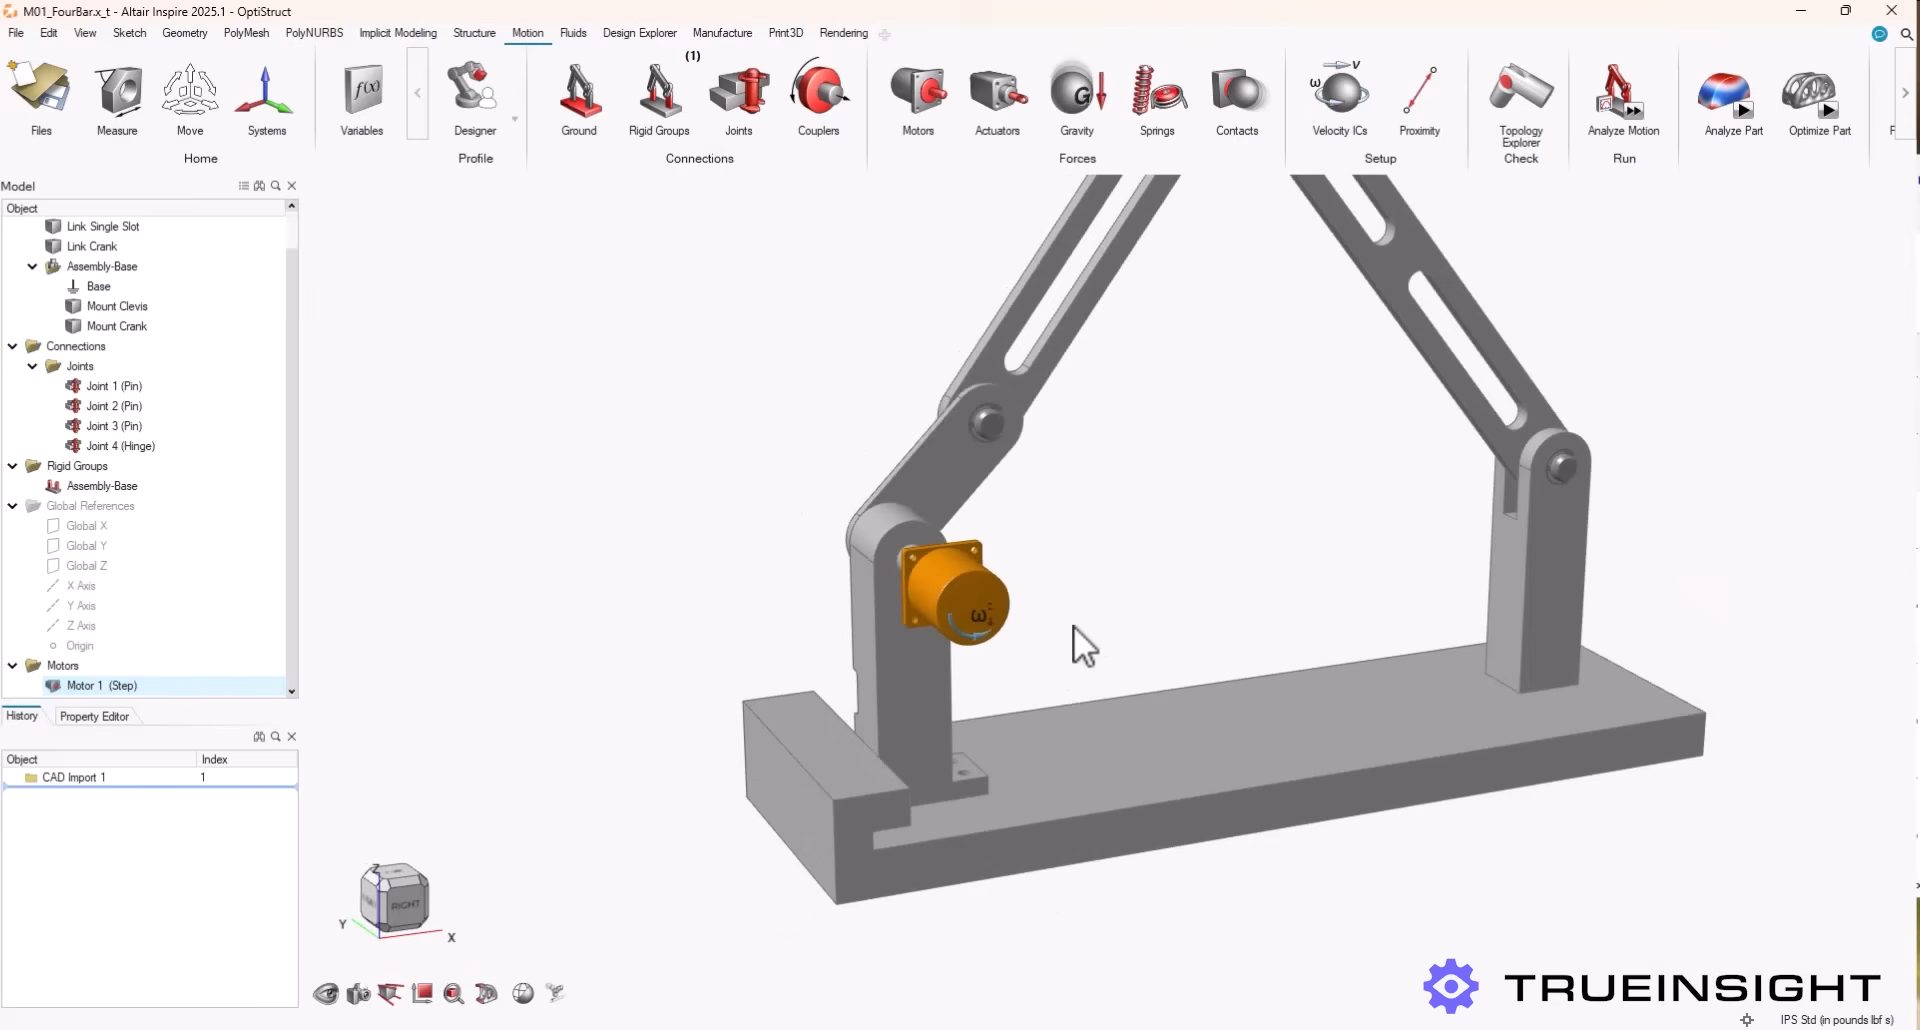 M01_FourBar.x_t - Altair Inspire 2025.1 - OptiStruct
File Edit View Sketch Geometry PolyMesh PolyNURBS Implicit Modeling Structure Motion Fluids Design Explorer Manufacture Print3D Rendering
(1)
Files Measure Move Systems Variables Designer Ground Rigid Groups Joints Couplers Motors Actuators Gravity Springs Contacts Velocity ICs Proximity Topology Explorer Analyze Motion Analyze Part Optimize Part
Home Profile Connections Forces Setup Check Run
f(x)
G
ω
v
Model
Object
Link Single Slot
Link Crank
Assembly-Base
Base
Mount Clevis
Mount Crank
Connections
Joints
Joint 1 (Pin)
Joint 2 (Pin)
Joint 3 (Pin)
Joint 4 (Hinge)
Rigid Groups
Assembly-Base
Global References
Global X
Global Y
Global Z
X Axis
Y Axis
Z Axis
Origin
Motors
Motor 1 (Step)
History Property Editor
Object Index
CAD Import 1 1
ω
Z
RIGHT
Y
X
TRUEINSIGHT
IPS Std (in pounds lbf s)